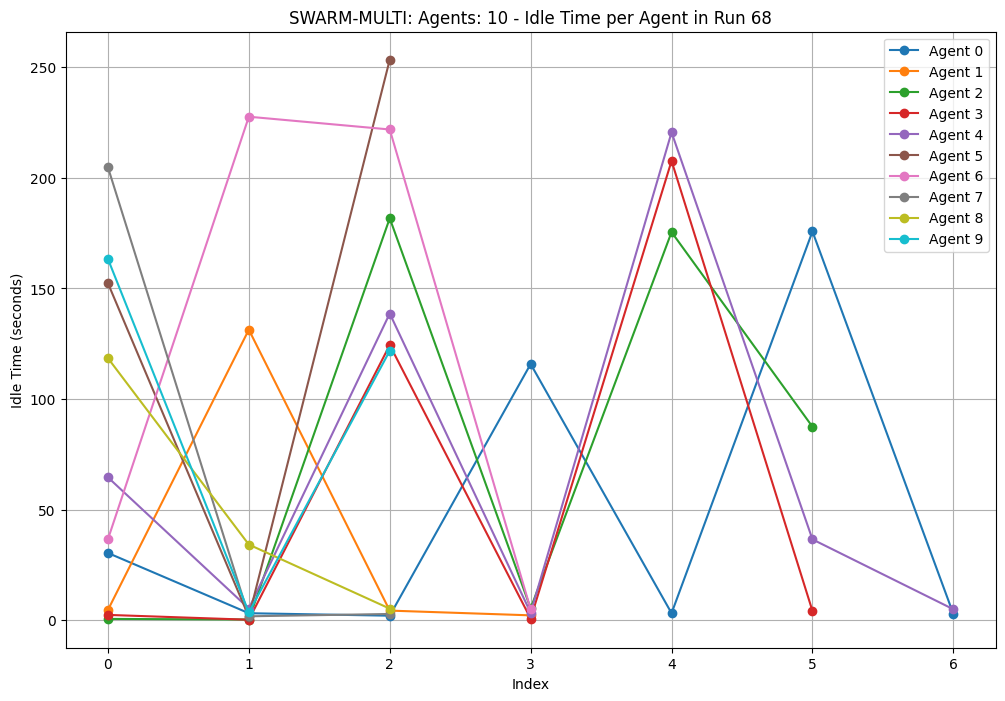 SWARM-MULTI: Agents: 10 - Idle Time per Agent in Run 68
Idle Time (seconds)
250
200
150
100
50
0
0 1 2 3 4 5 6
Index
Agent 0
Agent 1
Agent 2
Agent 3
Agent 4
Agent 5
Agent 6
Agent 7
Agent 8
Agent 9